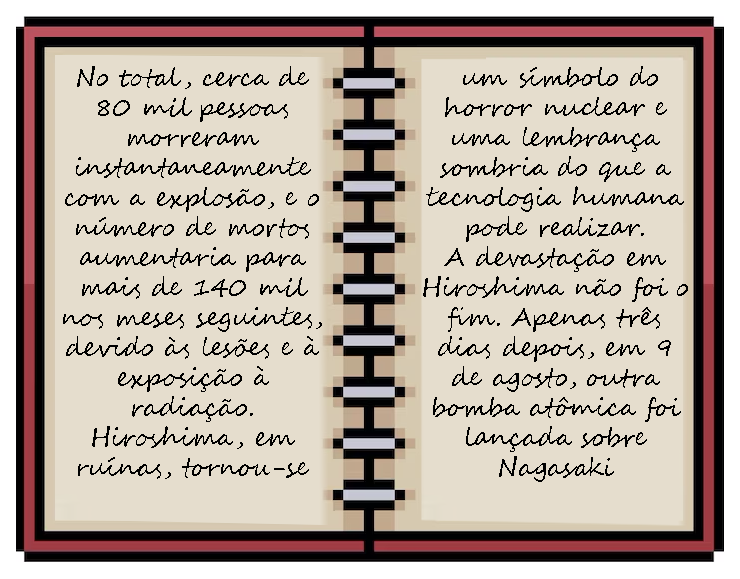 No total, cerca de
80 mil pessoas
morreram
instantaneamente
com a explosão, e o
número de mortos
aumentaria para
mais de 140 mil
nos meses seguintes,
devido às lesões e à
exposição à
radiação.
Hiroshima, em
ruínas, tornou-se
um símbolo do
horror nuclear e
uma lembrança
sombria do que a
tecnologia humana
pode realizar.
A devastação em
Hiroshima não foi o
fim. Apenas três
dias depois, em 9
de agosto, outra
bomba atômica foi
lançada sobre
Nagasaki